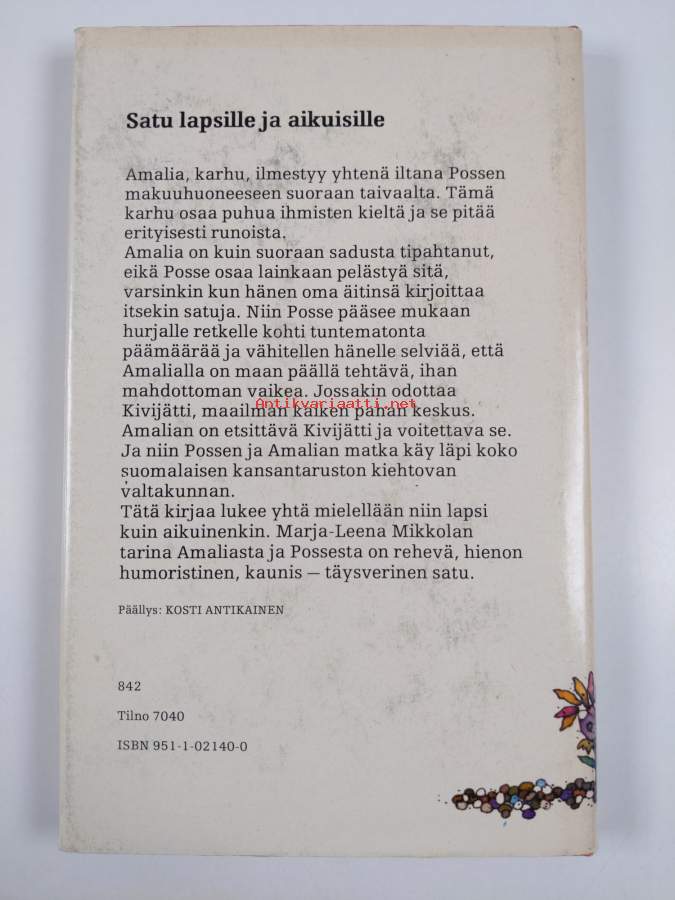 Satu lapsille ja aikuisille
Amalia, karhu, ilmestyy yhtenä iltana Possen
makuuhuoneeseen suoraan taivaalta. Tämä
karhu osaa puhua ihmisten kieltä ja se pitää
erityisesti runoista.
Amalia on kuin suoraan sadusta tipahtanut,
eikä Posse osaa lainkaan pelästyä sitä,
varsinkin kun hänen oma äitinsä kirjoittaa
itsekin satuja. Niin Posse pääsee mukaan
hurjalle retkelle kohti tuntematonta
päämäärää ja vähitellen hänelle selviää, että
Amalialla on maan päällä tehtävä, ihan
mahdottoman vaikea. Jossakin odottaa
Antikvariaatti.net
Kivijätti, maailman kaiken pahan keskus.
Amalian on etsittävä Kivijätti ja voitettava se.
Ja niin Possen ja Amalian matka käy läpi koko
suomalaisen kansantaruston kiehtovan
valtakunnan.
Tätä kirjaa lukee yhtä mielellään niin lapsi
kuin aikuinenkin. Marja-Leena Mikkolan
tarina Amaliasta ja Possesta on rehevä, hienon
humoristinen, kaunis — täysverinen satu.
Päällys: KOSTI ANTIKAINEN
842
Tilno 7040
ISBN 951-1-02140-0